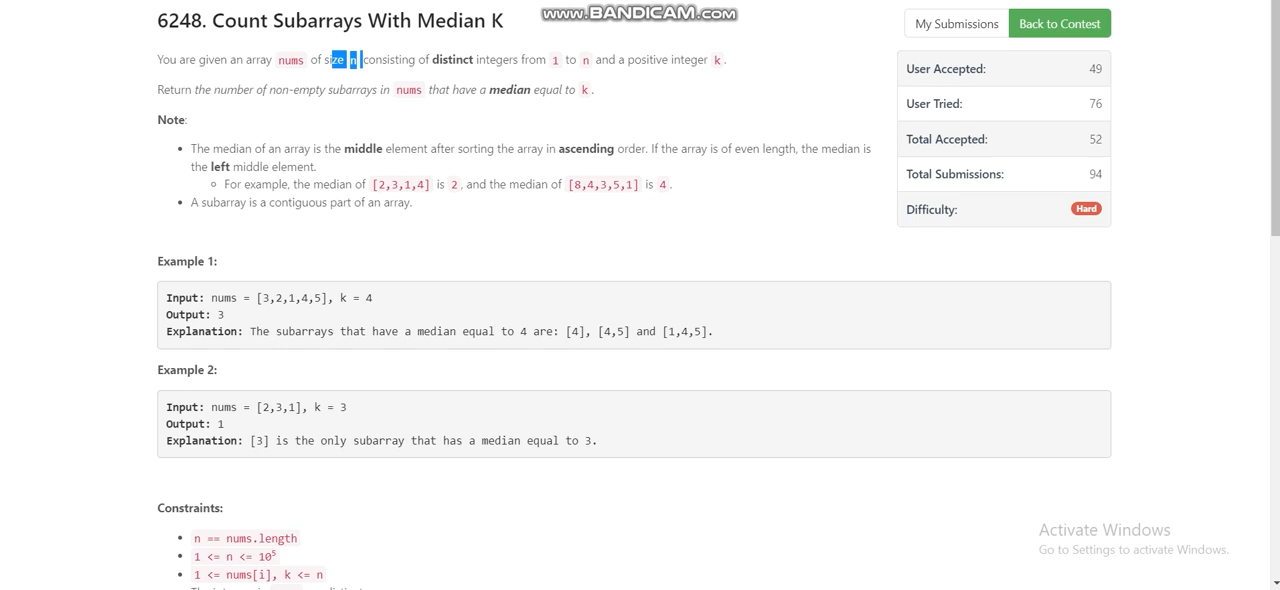 www.BANDICAM.com
6248. Count Subarrays With Median K
My Submissions
Back to Contest
You are given an array nums of size n consisting of distinct integers from 1 to n and a positive integer k.
Return the number of non-empty subarrays in nums that have a median equal to k.
Note:
• The median of an array is the middle element after sorting the array in ascending order. If the array is of even length, the median is
the left middle element.
◦ For example, the median of [2,3,1,4] is 2, and the median of [8,4,3,5,1] is 4.
• A subarray is a contiguous part of an array.
User Accepted: 49
User Tried: 76
Total Accepted: 52
Total Submissions: 94
Difficulty: Hard
Example 1:
Input: nums = [3,2,1,4,5], k = 4
Output: 3
Explanation: The subarrays that have a median equal to 4 are: [4], [4,5] and [1,4,5].
Example 2:
Input: nums = [2,3,1], k = 3
Output: 1
Explanation: [3] is the only subarray that has a median equal to 3.
Constraints:
• n == nums.length
• 1 <= n <= 10⁵
• 1 <= nums[i], k <= n
Activate Windows
Go to Settings to activate Windows.